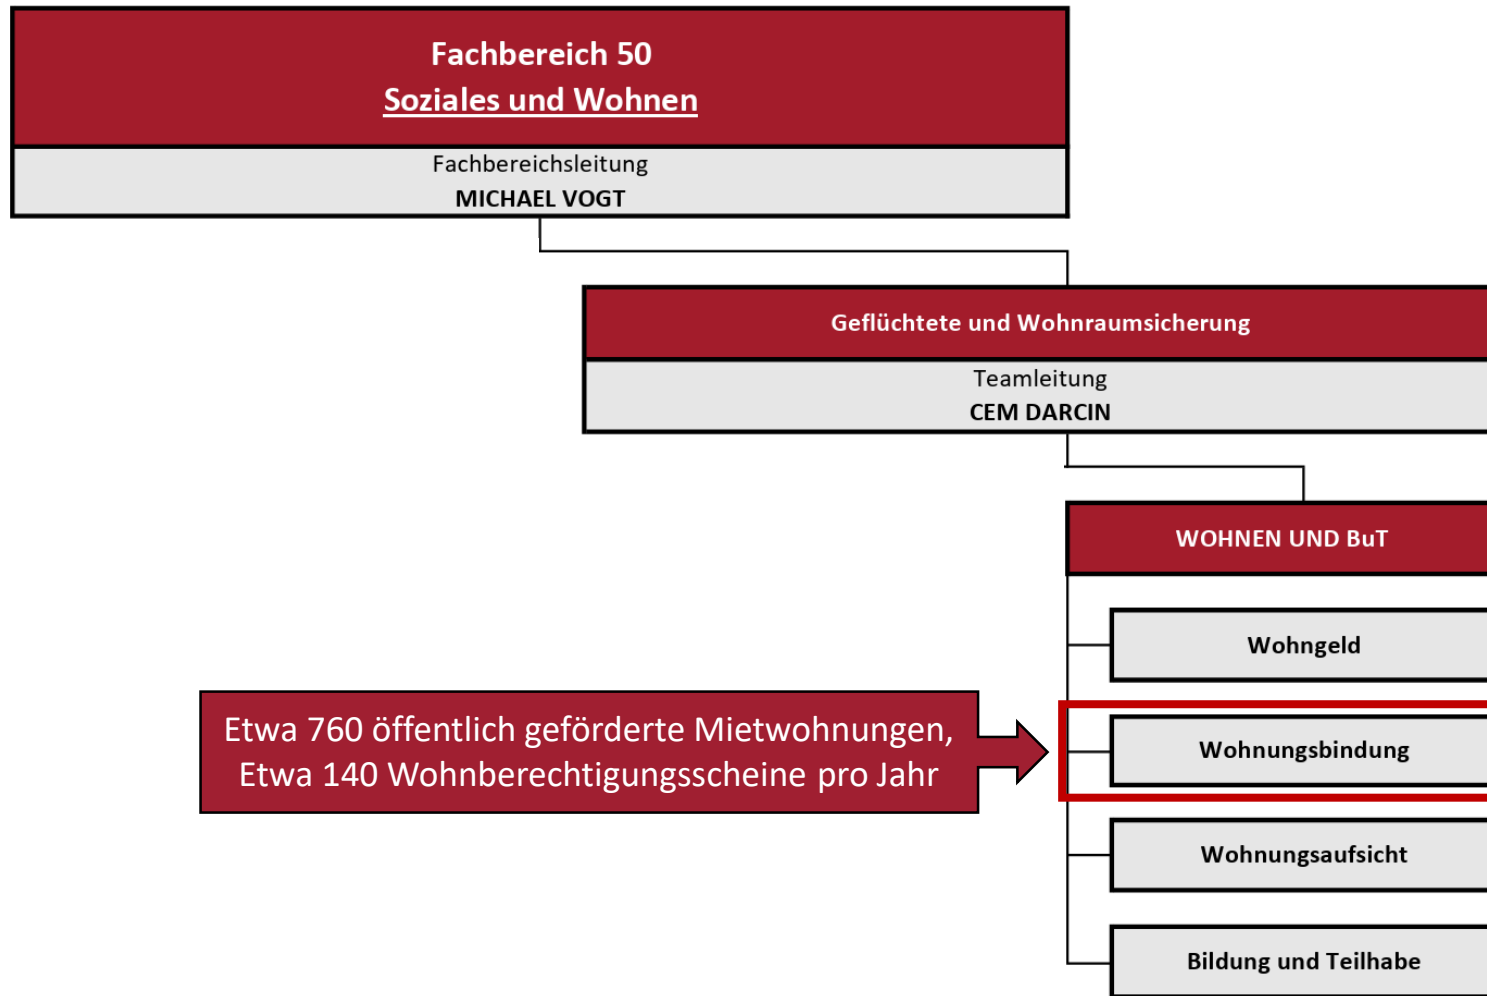 Fachbereich 50
Soziales und Wohnen
Fachbereichsleitung
MICHAEL VOGT
Geflüchtete und Wohnraumsicherung
Teamleitung
CEM DARCIN
WOHNEN UND BuT
Wohngeld
Etwa 760 öffentlich geförderte Mietwohnungen,
Etwa 140 Wohnberechtigungsscheine pro Jahr
Wohnungsbindung
Wohnungsaufsicht
Bildung und Teilhabe